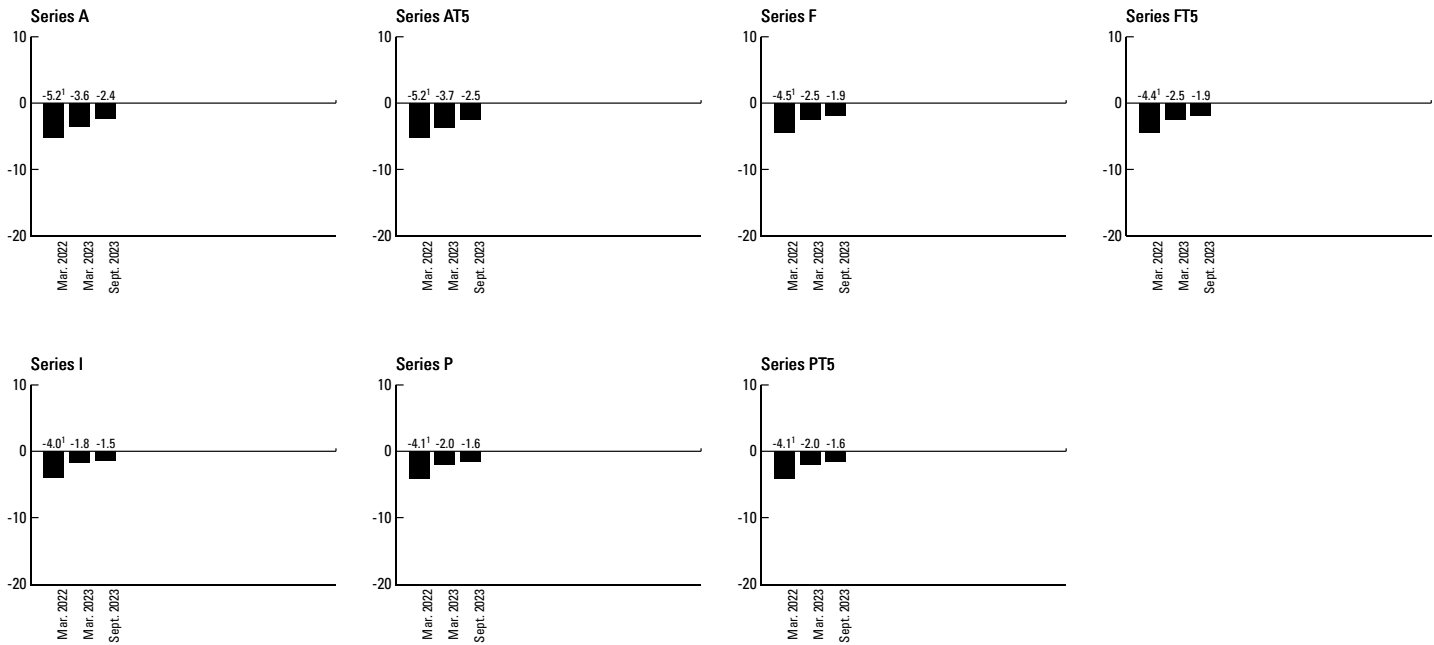 Series A
10
0
-10
-20
-5.2¹ -3.6 -2.4
Mar. 2022
Mar. 2023
Sept. 2023
Series AT5
10
0
-10
-20
-5.2¹ -3.7 -2.5
Mar. 2022
Mar. 2023
Sept. 2023
Series F
10
0
-10
-20
-4.5¹ -2.5 -1.9
Mar. 2022
Mar. 2023
Sept. 2023
Series FT5
10
0
-10
-20
-4.4¹ -2.5 -1.9
Mar. 2022
Mar. 2023
Sept. 2023
Series I
10
0
-10
-20
-4.0¹ -1.8 -1.5
Mar. 2022
Mar. 2023
Sept. 2023
Series P
10
0
-10
-20
-4.1¹ -2.0 -1.6
Mar. 2022
Mar. 2023
Sept. 2023
Series PT5
10
0
-10
-20
-4.1¹ -2.0 -1.6
Mar. 2022
Mar. 2023
Sept. 2023